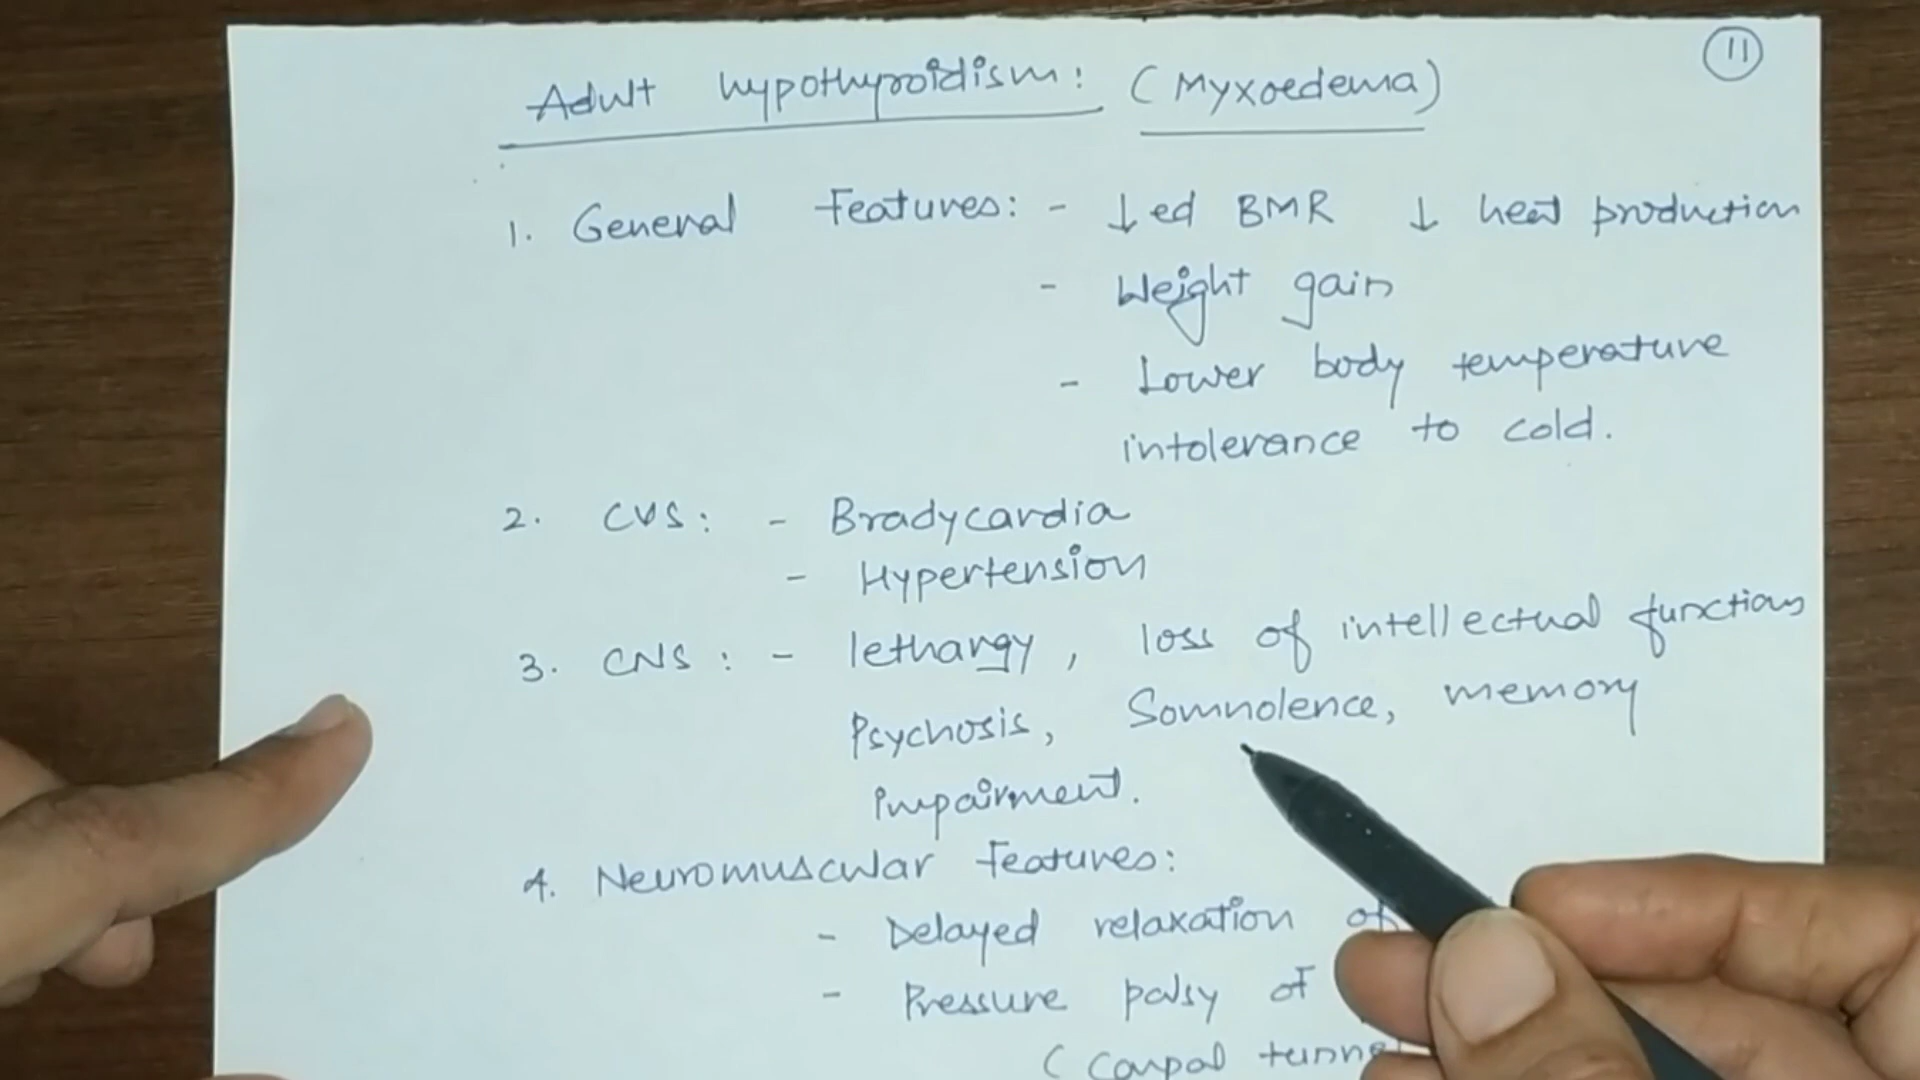 11
Adult hypothyroidism: (Myxoedema)
1. General Features: - ↓ed BMR ↓ heat production
- Weight gain
- Lower body temperature
intolerance to cold.
2. CVS: - Bradycardia
- Hypertension
3. CNS: - lethargy, loss of intellectual functions
Psychosis, Somnolence, memory
impairment.
4. Neuromuscular Features:
- Delayed relaxation of
- Pressure palsy of
(Carpal tunne